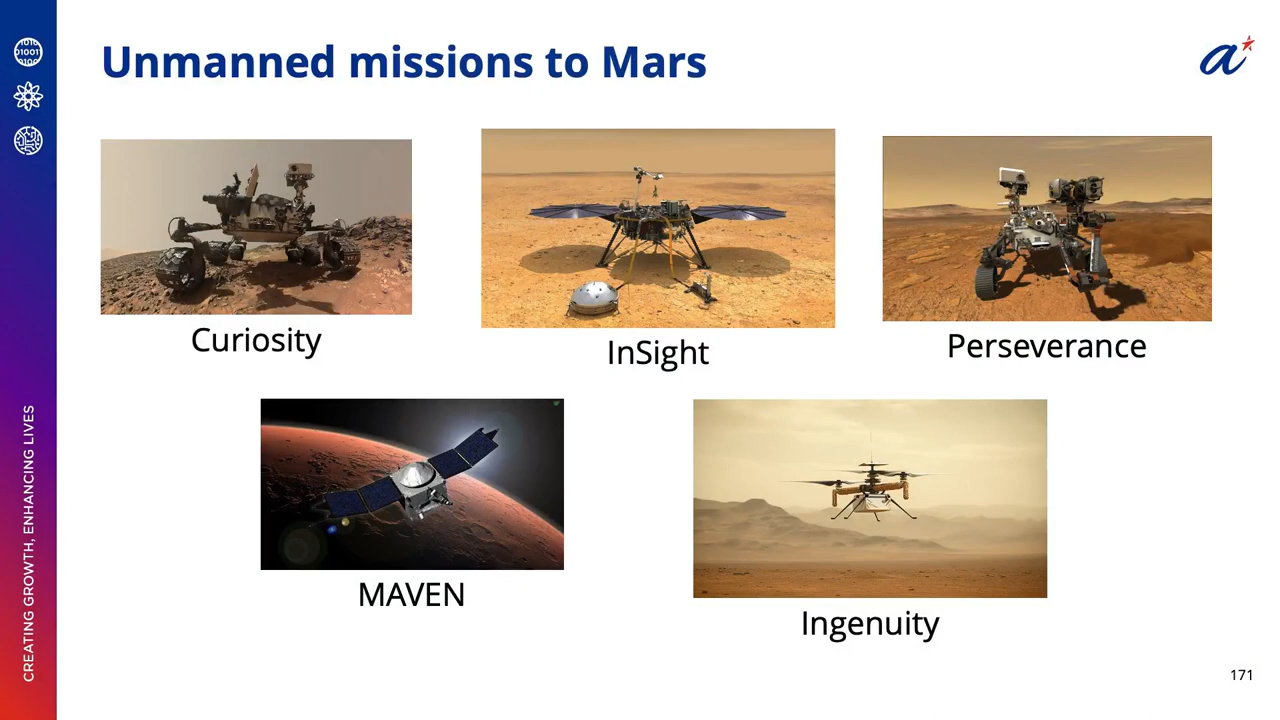 Unmanned missions to Mars
Curiosity
InSight
Perseverance
MAVEN
Ingenuity
CREATING GROWTH, ENHANCING LIVES
171